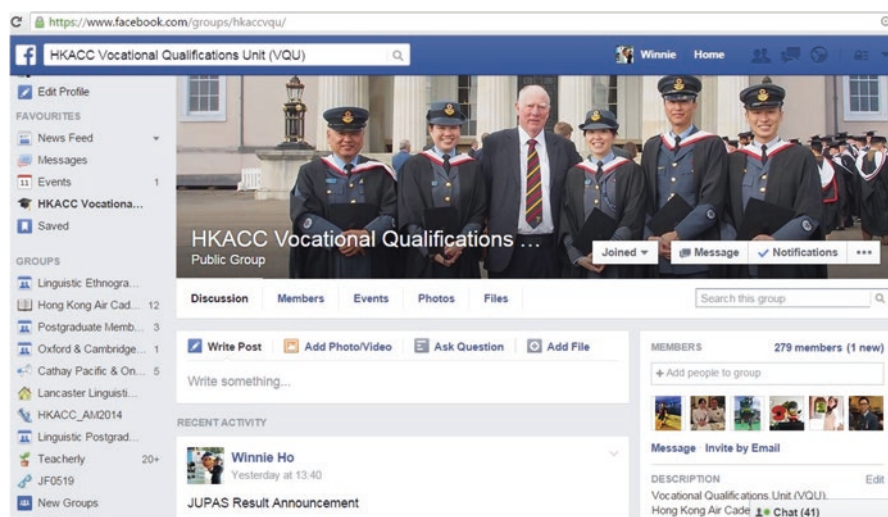 https://www.facebook.com/groups/hkaccvqu/
HKACC Vocational Qualifications Unit (VQU)
Winnie Home
Edit Profile
FAVOURITES
News Feed
Messages
11 Events 1
HKACC Vocationa...
Saved
GROUPS
Linguistic Ethnogra...
Hong Kong Air Cad... 12
Postgraduate Memb... 3
Oxford & Cambridge... 1
Cathay Pacific & On... 5
Lancaster Linguisti...
HKACC_AM2014
Linguistic Postgrad...
Teacherly 20+
JF0519
New Groups
HKACC Vocational Qualifications ...
Public Group
Joined Message Notifications
Discussion Members Events Photos Files
Search this group
Write Post Add Photo/Video Ask Question Add File
Write something...
RECENT ACTIVITY
Winnie Ho
Yesterday at 13:40
JUPAS Result Announcement
MEMBERS 279 members (1 new)
+ Add people to group
Message · Invite by Email
DESCRIPTION Edit
Vocational Qualifications Unit (VQU),
Hong Kong Air Cade
Chat (41)